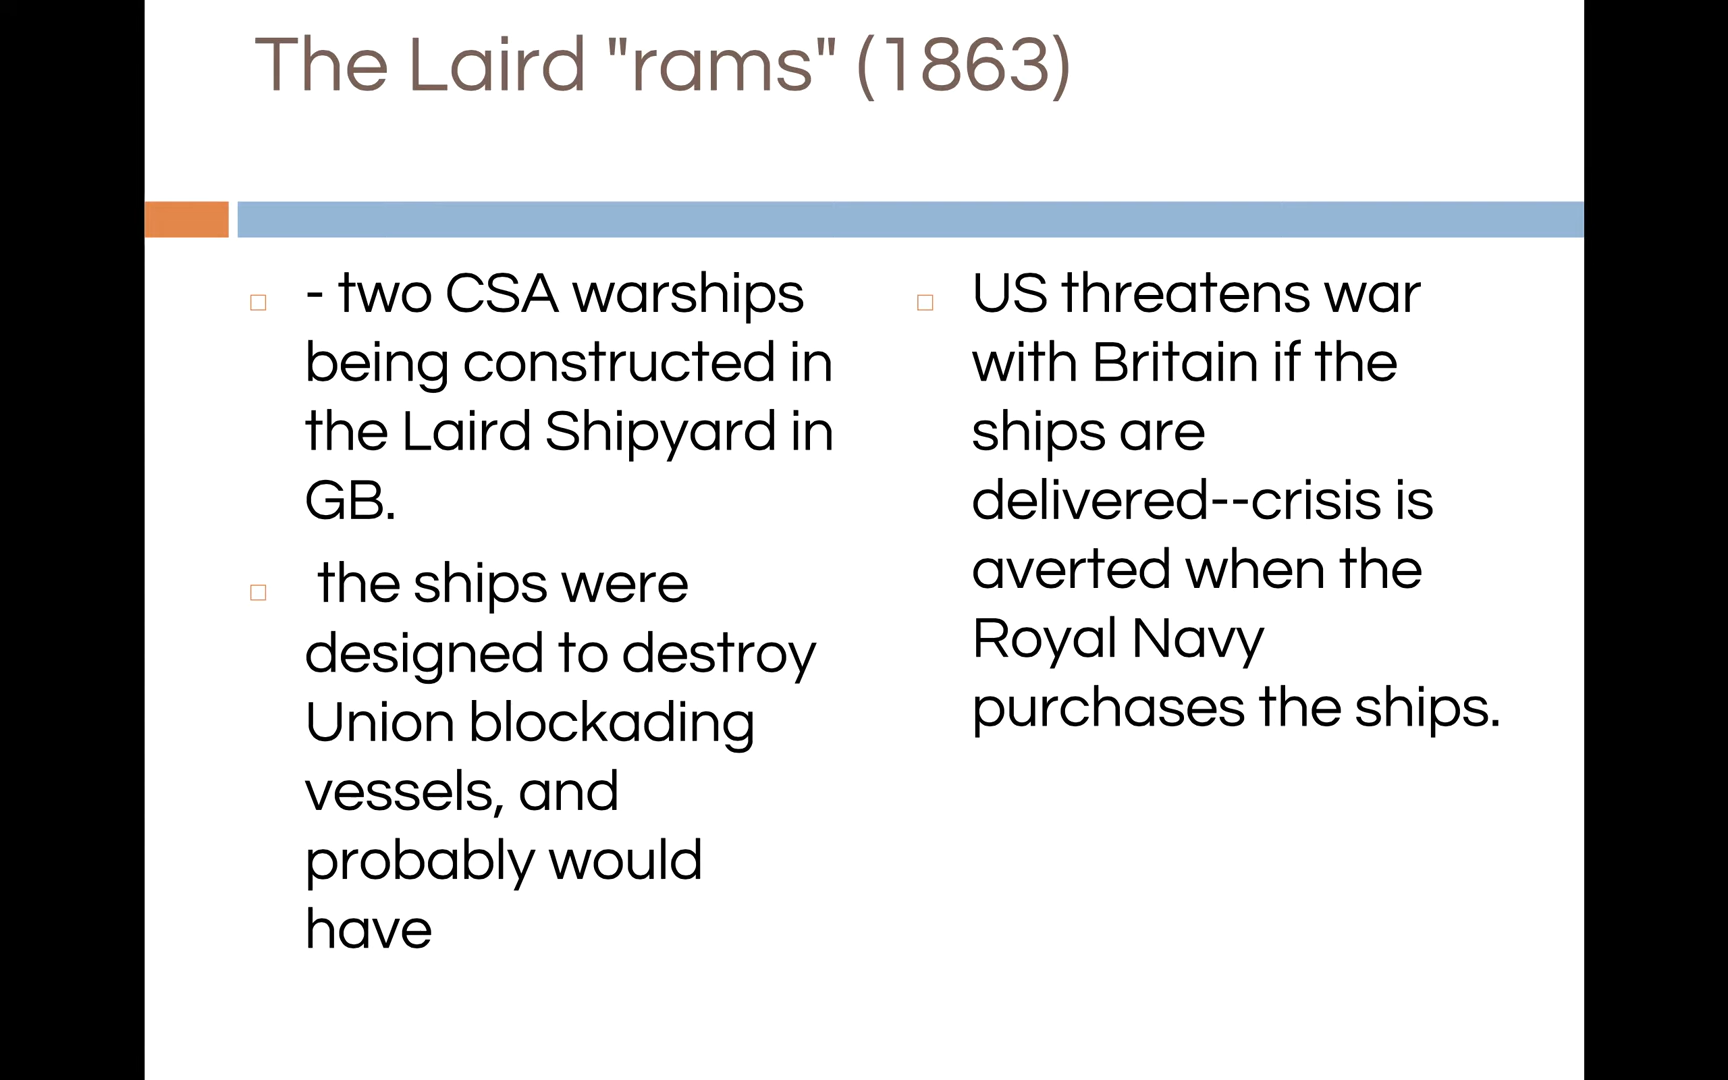 The Laird "rams" (1863)
- two CSA warships
being constructed in
the Laird Shipyard in
GB.
the ships were
designed to destroy
Union blockading
vessels, and
probably would
have
US threatens war
with Britain if the
ships are
delivered--crisis is
averted when the
Royal Navy
purchases the ships.